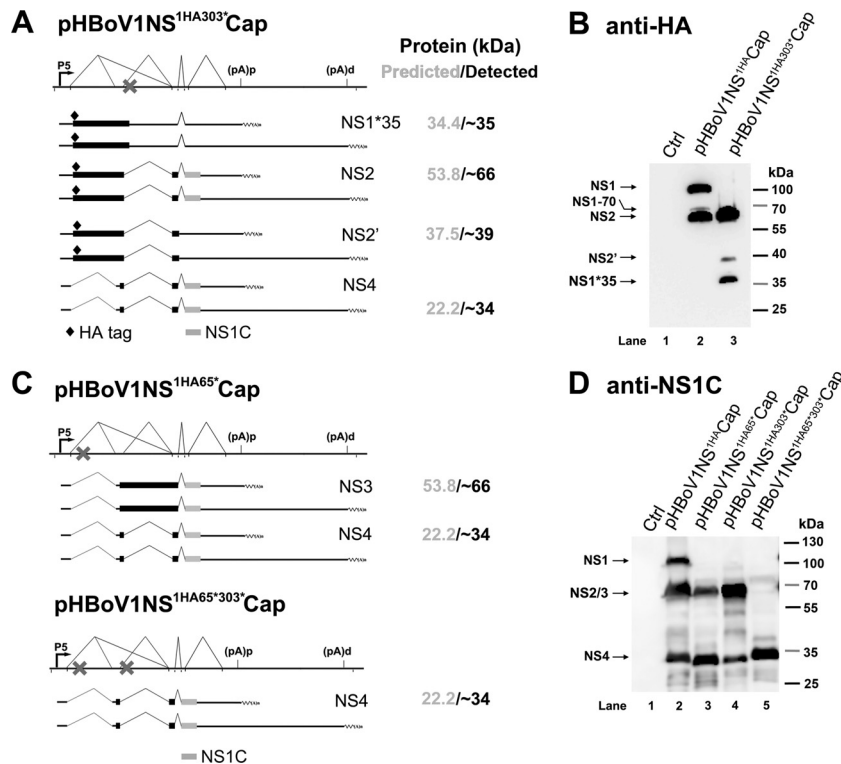 A pHBoV1NS1HA303*Cap
P5 (pA)p (pA)d
Protein (kDa)
Predicted/Detected
NS1*35 34.4/~35
NS2 53.8/~66
NS2' 37.5/~39
NS4
22.2/~34
HA tag NS1C
B anti-HA
Ctrl
pHBoV1NS1HACap
pHBoV1NS1HA303*Cap
kDa
NS1
NS1-70
NS2
NS2'
NS1*35
100
70
55
40
35
25
Lane 1 2 3
C pHBoV1NS1HA65*Cap
P5 (pA)p (pA)d
NS3 53.8/~66
NS4 22.2/~34
pHBoV1NS1HA65*303*Cap
P5 (pA)p (pA)d
NS4 22.2/~34
NS1C
D anti-NS1C
Ctrl
pHBoV1NS1HACap
pHBoV1NS1HA65*Cap
pHBoV1NS1HA303*Cap
pHBoV1NS1HA65*303*Cap
kDa
NS1
NS2/3
NS4
130
100
70
55
35
25
Lane 1 2 3 4 5